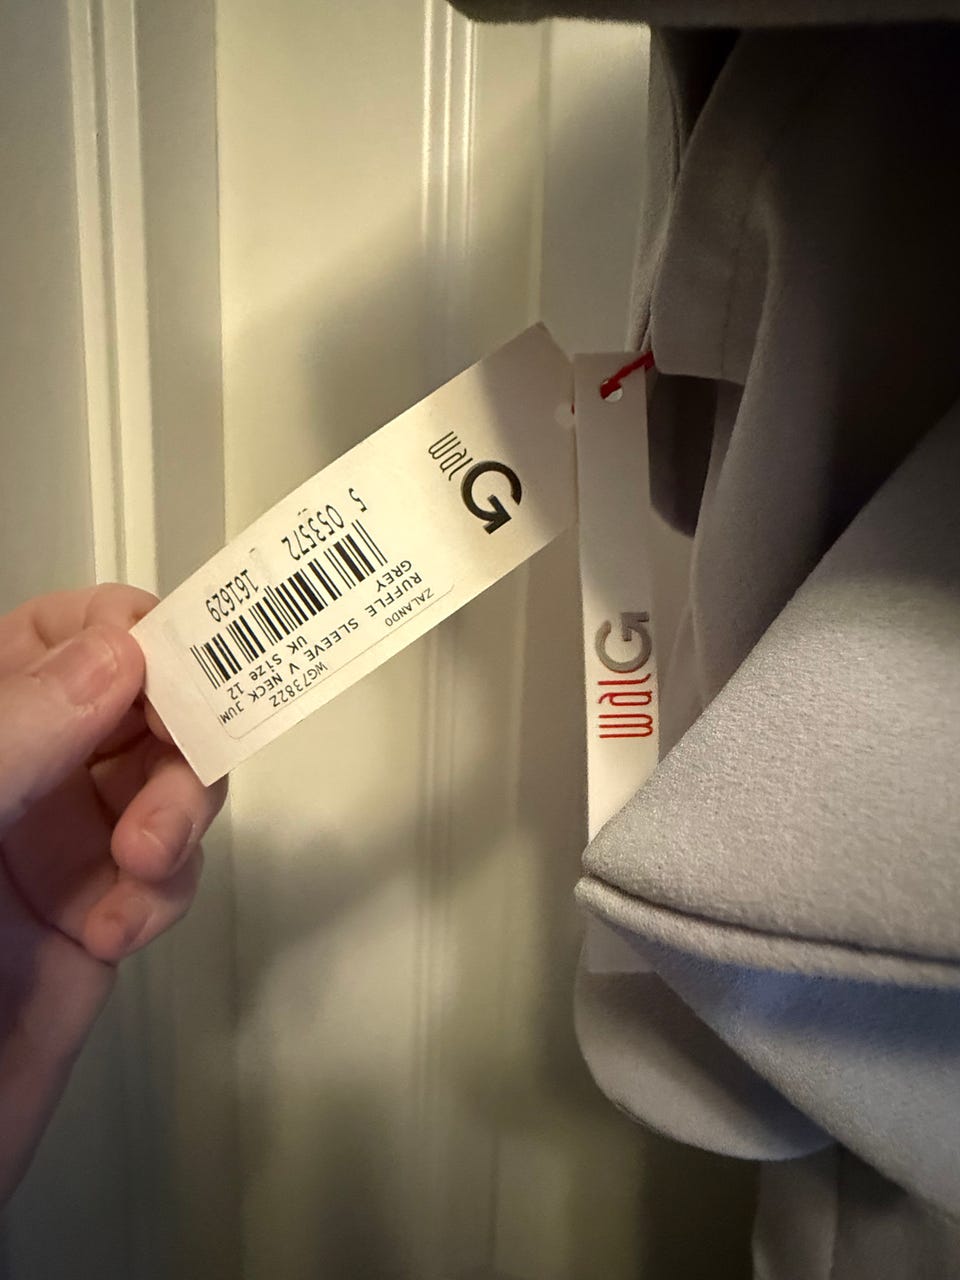 WalG
ZALANDO WG7382Z
RUFFLE SLEEVE V NECK JUM
GREY UK Size 12
5 053572 161629
WalG